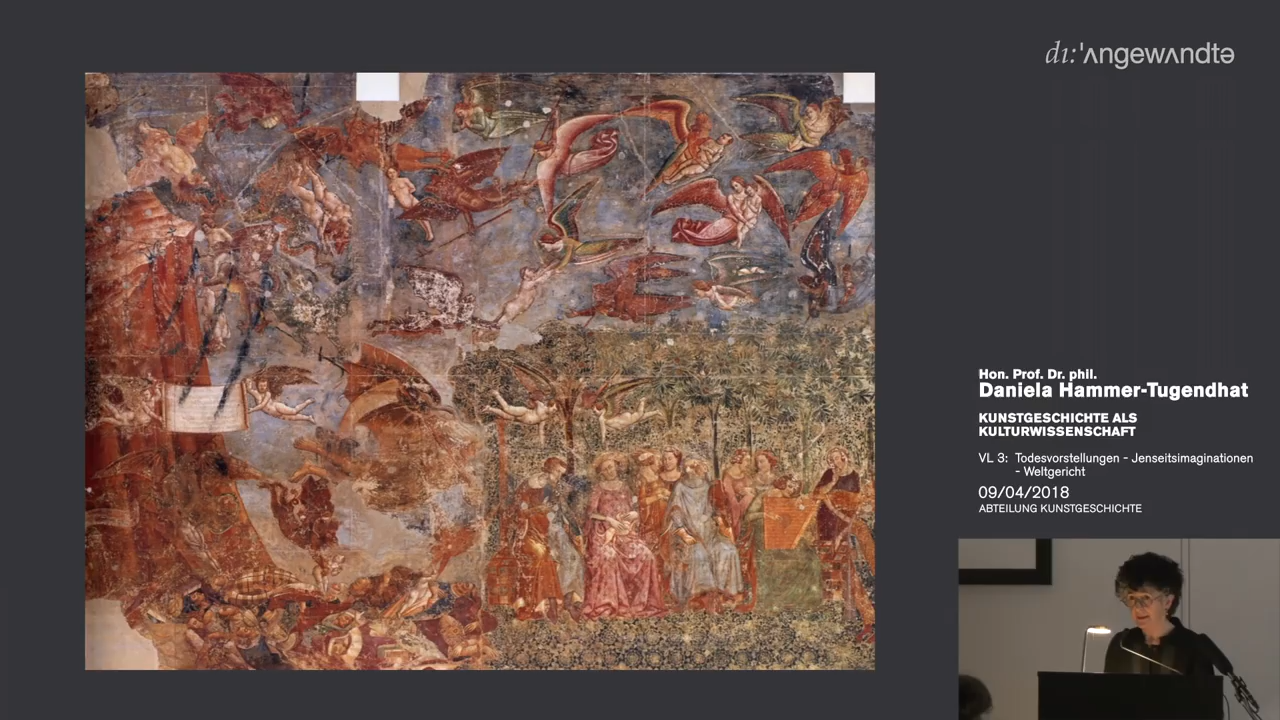 dı:'ʌngewʌndtə
Hon. Prof. Dr. phil.
Daniela Hammer-Tugendhat
KUNSTGESCHICHTE ALS
KULTURWISSENSCHAFT
VL 3: Todesvorstellungen - Jenseitsimaginationen
- Weltgericht
09/04/2018
ABTEILUNG KUNSTGESCHICHTE